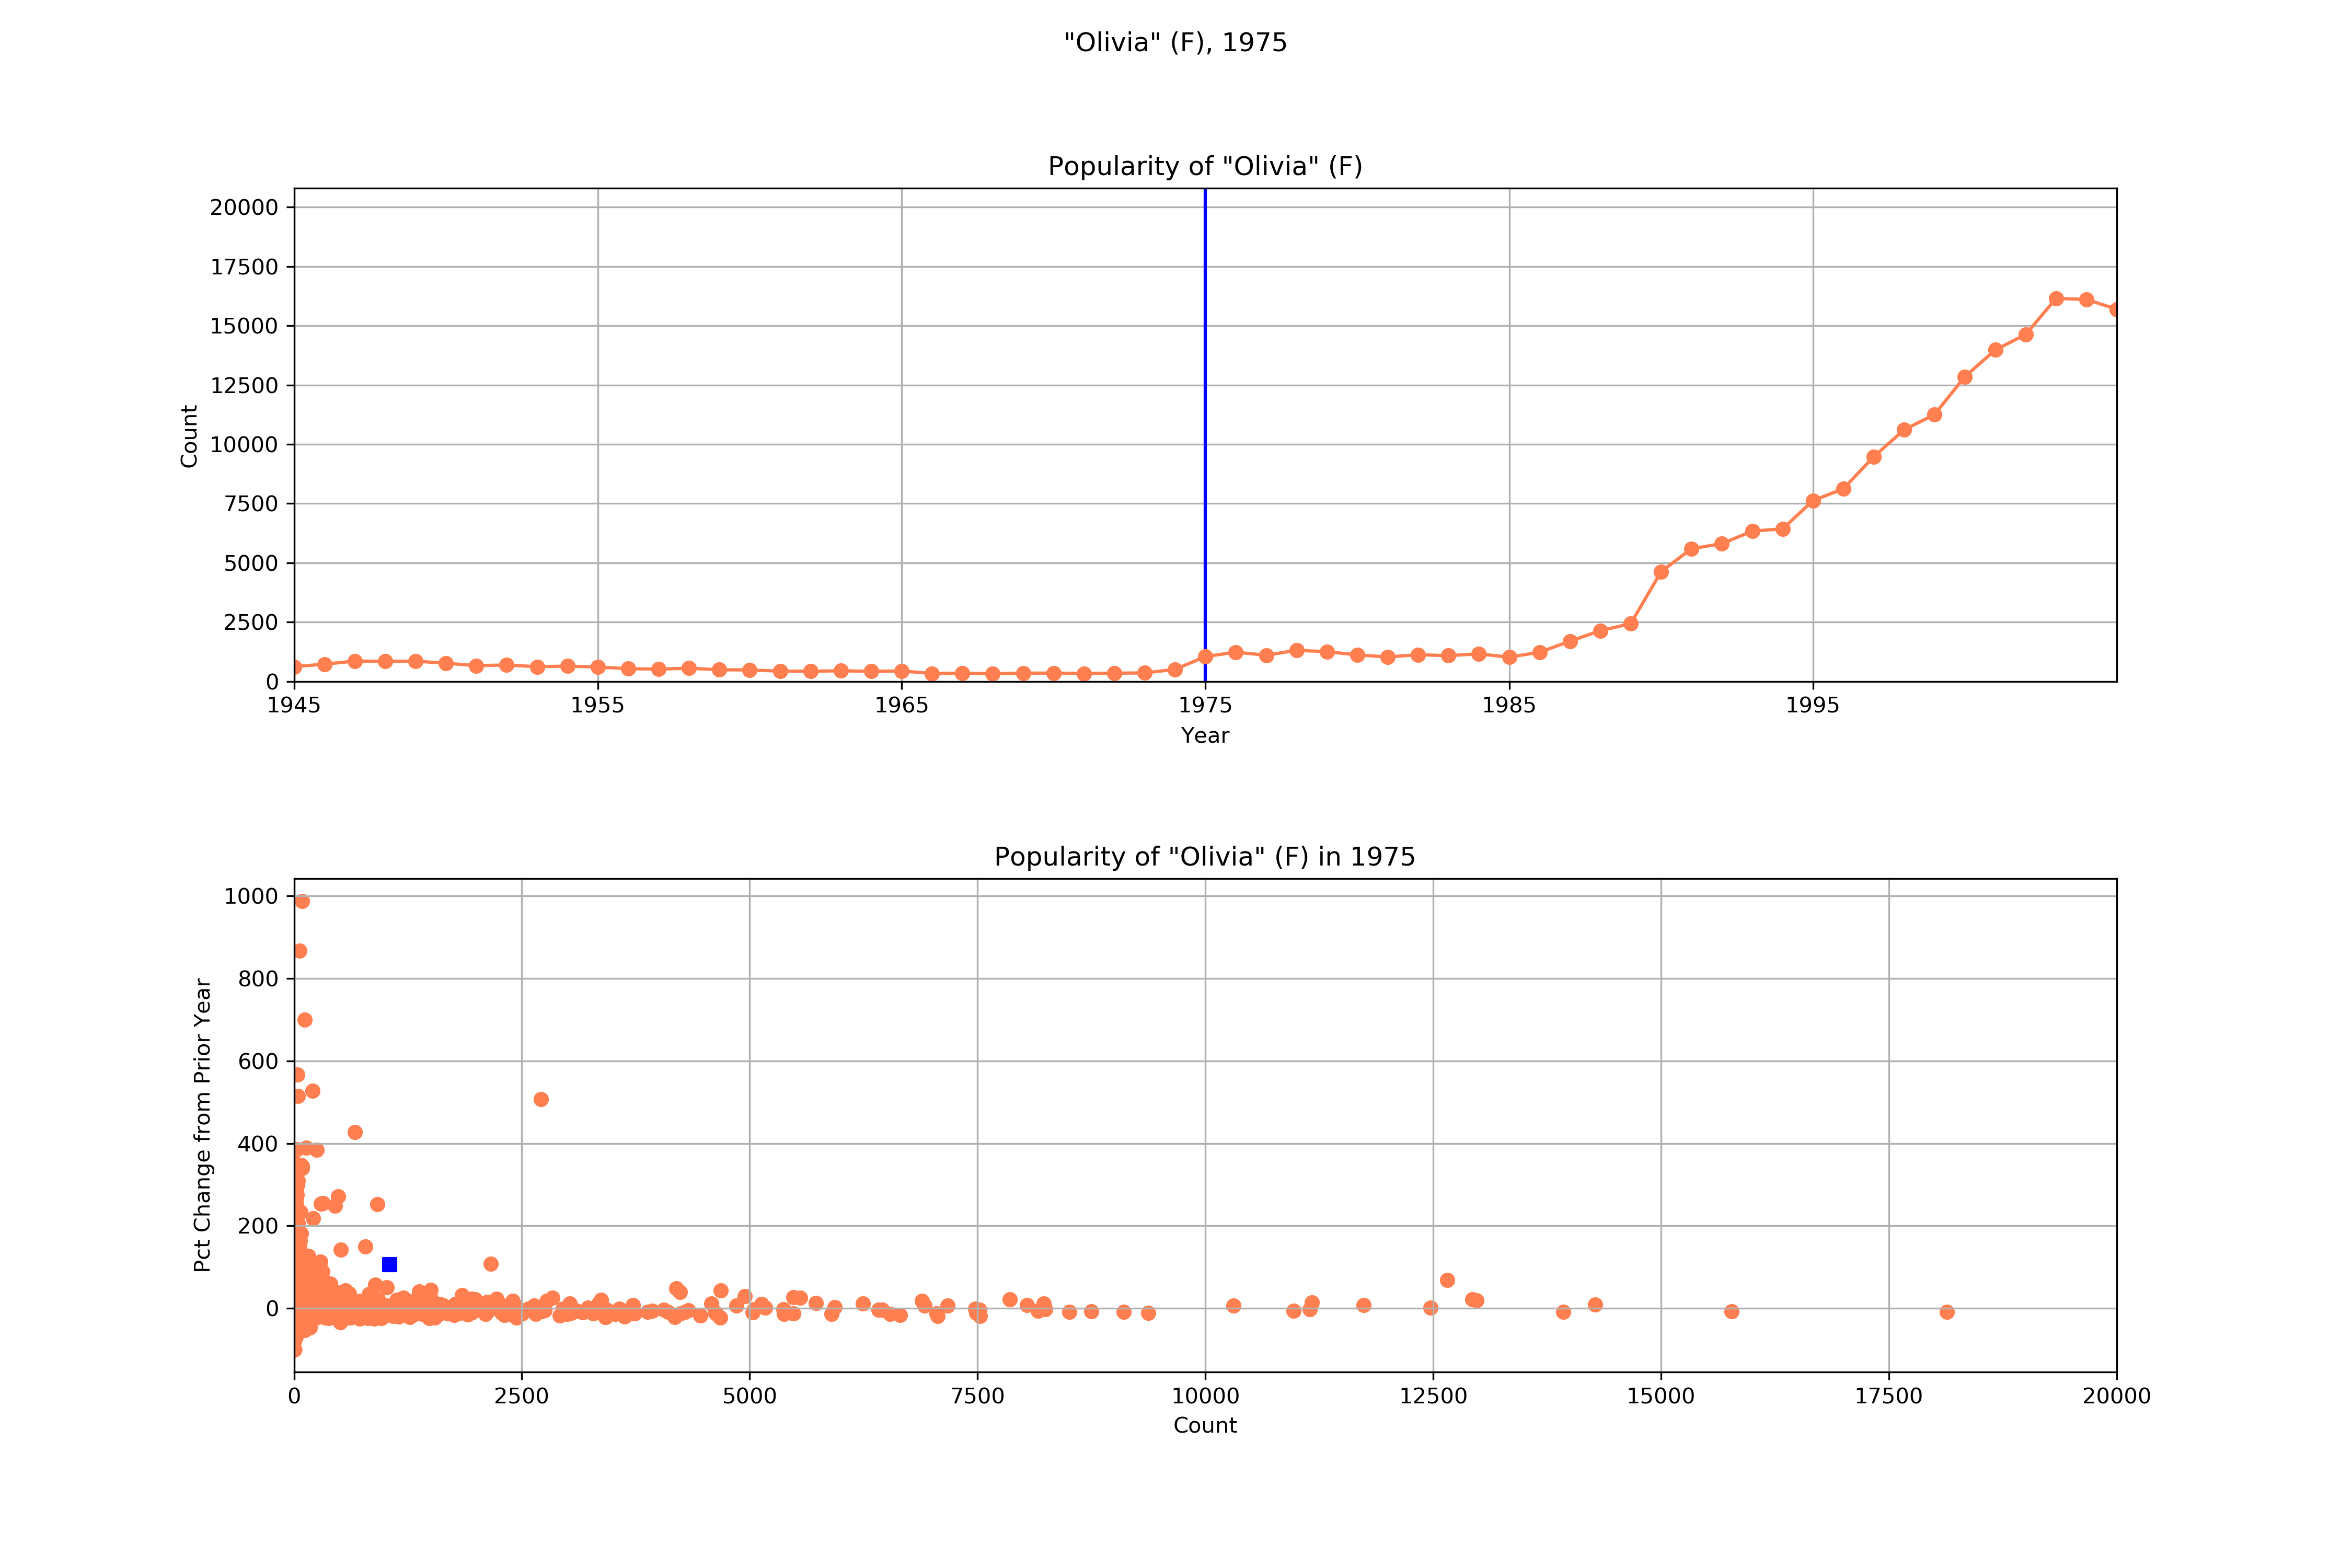 "Olivia" (F), 1975
Popularity of "Olivia" (F)
20000
17500
15000
12500
10000
7500
5000
2500
0
Count
1945 1955 1965 1975 1985 1995
Year
Popularity of "Olivia" (F) in 1975
1000
800
600
400
200
0
Pct Change from Prior Year
0 2500 5000 7500 10000 12500 15000 17500 20000
Count